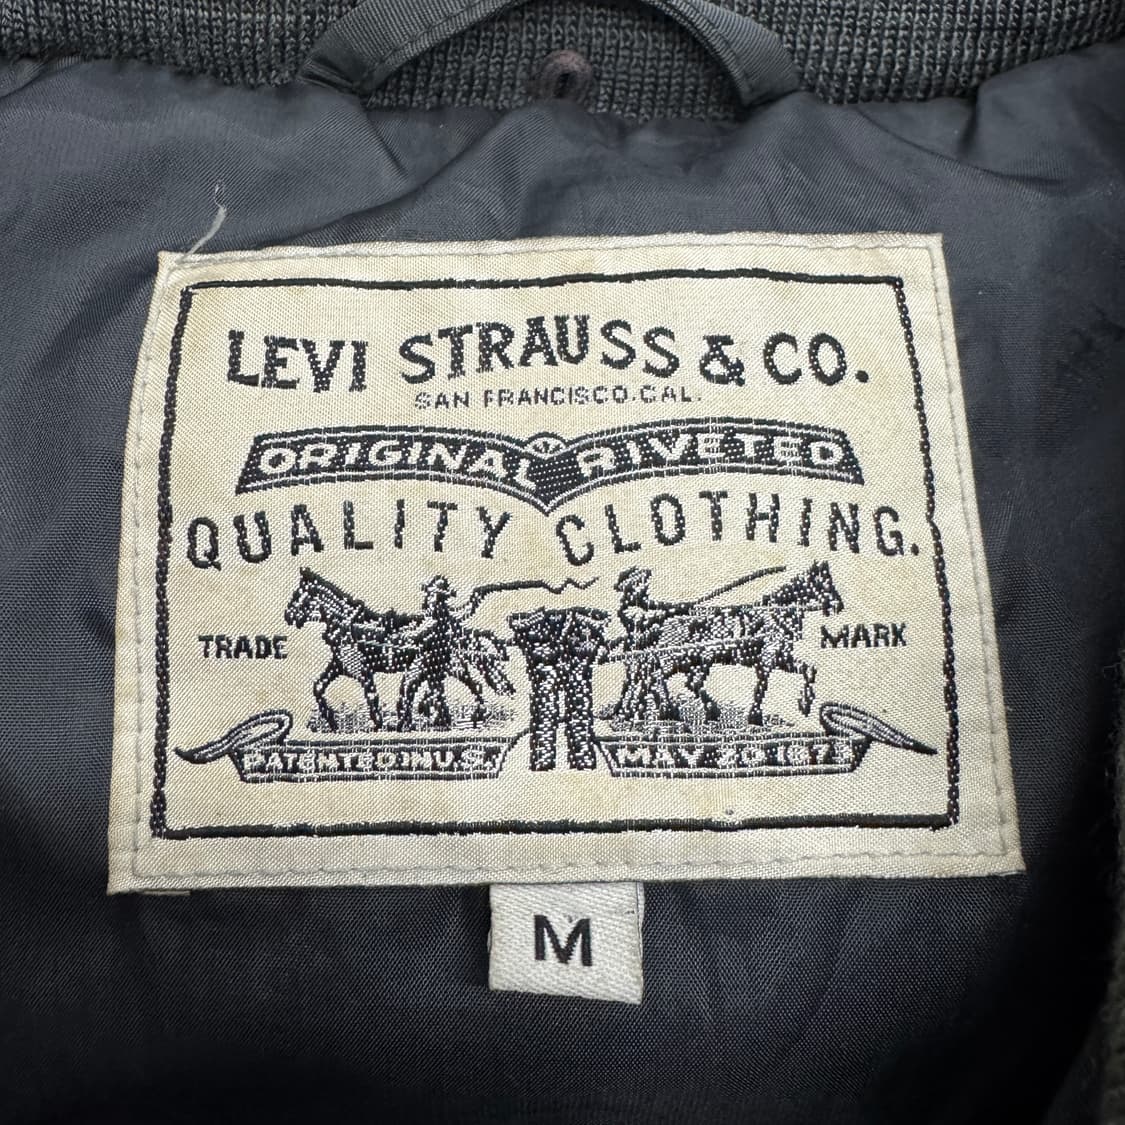 LEVI STRAUSS & CO.
SAN FRANCISCO.CAL.
ORIGINAL RIVETED
QUALITY CLOTHING.
TRADE MARK
PATENTED IN U.S. MAY 20 1873
M